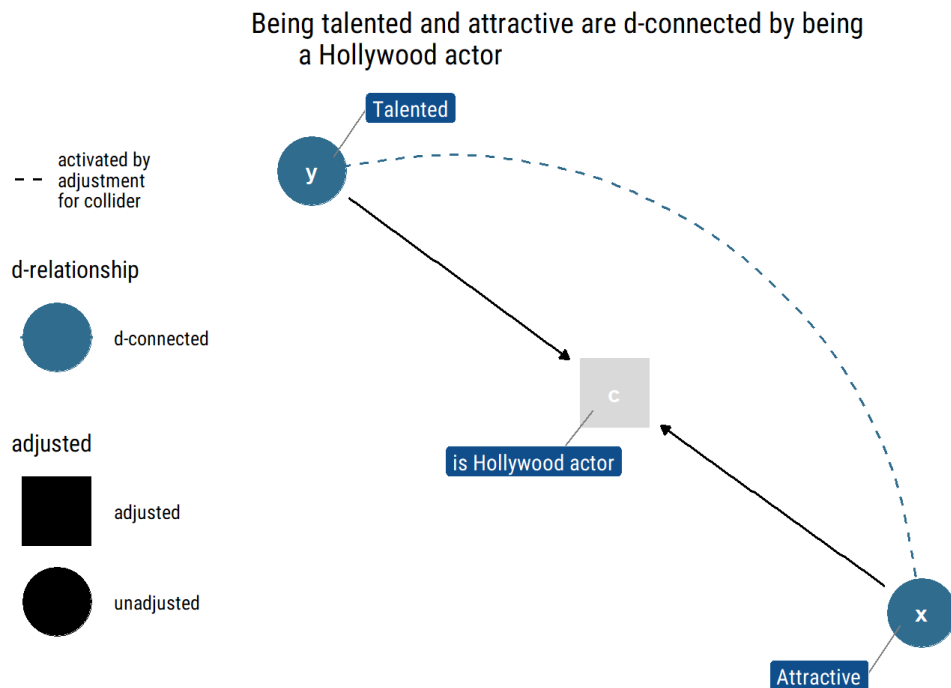 Being talented and attractive are d-connected by being
a Hollywood actor
Talented
y
activated by
adjustment
for collider
d-relationship
d-connected
c
is Hollywood actor
adjusted
adjusted
unadjusted
x
Attractive